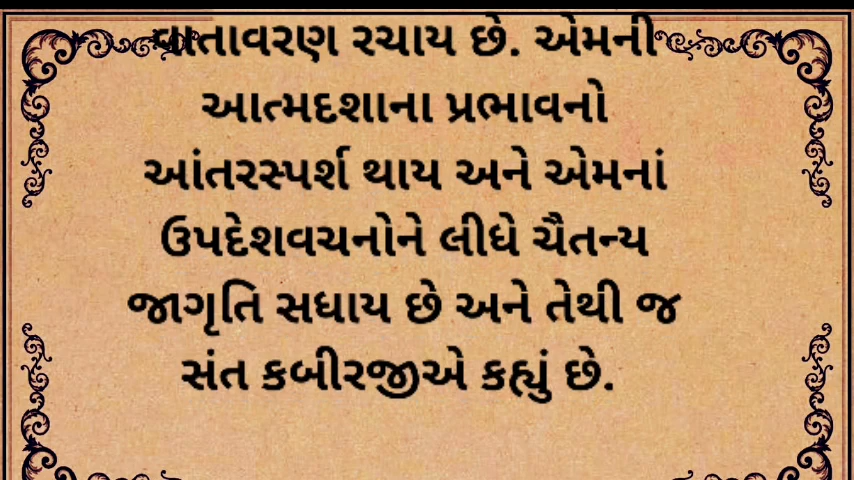 વાતાવરણ રચાય છે. એમની
આત્મદશાના પ્રભાવનો
આંતરસ્પર્શ થાય અને એમનાં
ઉપદેશવચનોને લીધે ચૈતન્ય
જાગૃતિ સધાય છે અને તેથી જ
સંત કબીરજીએ કહ્યું છે.